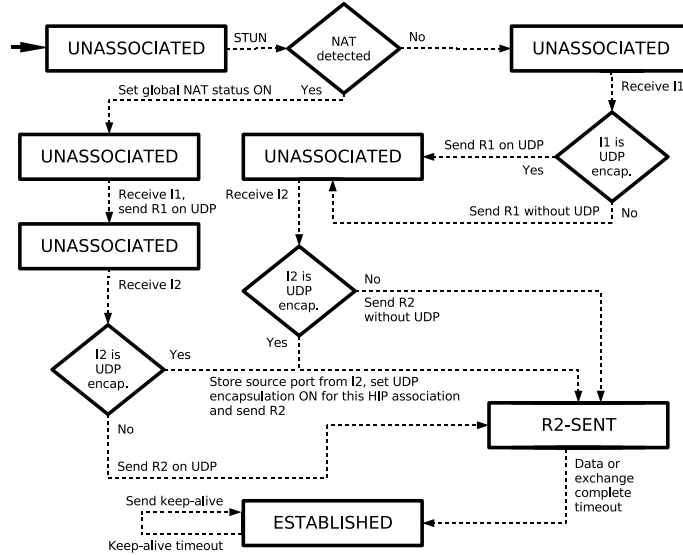 UNASSOCIATED
STUN
NAT
detected
No
UNASSOCIATED
Set global NAT status ON
Yes
Receive I1
UNASSOCIATED
UNASSOCIATED
Send R1 on UDP
Yes
I1 is
UDP
encap.
Receive I1,
send R1 on UDP
Receive I2
Send R1 without UDP
No
UNASSOCIATED
Receive I2
I2 is
UDP
encap.
No
Send R2
without UDP
Yes
I2 is
UDP
encap.
Yes
Store source port from I2, set UDP
encapsulation ON for this HIP association
and send R2
No
Send R2 on UDP
R2-SENT
Data or
exchange
complete
timeout
Send keep-alive
Keep-alive timeout
ESTABLISHED